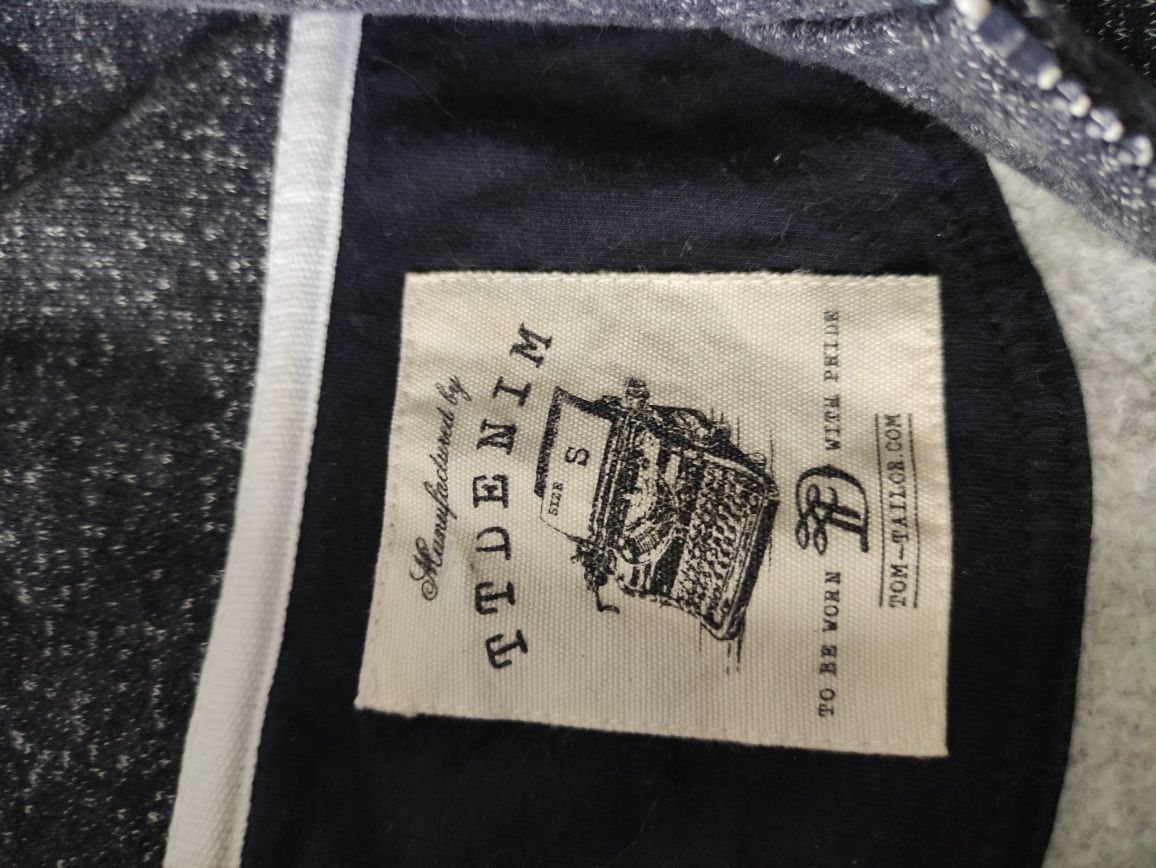 Manufactured by
TTDENIM
SIZE S
TO BE WORN WITH PRIDE
TOM-TAILOR.COM